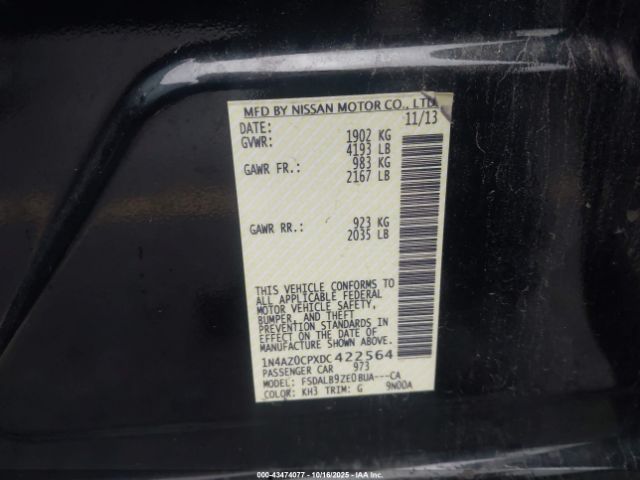 MFD BY NISSAN MOTOR CO., LTD.
DATE: 11/13
GVWR: 1902 KG
4193 LB
GAWR FR.: 983 KG
2167 LB
GAWR RR.: 923 KG
2035 LB
THIS VEHICLE CONFORMS TO
ALL APPLICABLE FEDERAL
MOTOR VEHICLE SAFETY,
BUMPER, AND THEFT
PREVENTION STANDARDS IN
EFFECT ON THE DATE OF
MANUFACTURE SHOWN ABOVE.
1N4AZ0CPXDC422564
PASSENGER CAR 973
MODEL: FSDALB9ZE0BUA---CA
COLOR: KH3 TRIM: G 9N00A
000-43474077 - 10/16/2025 - Copyright © 2025 IAA, Inc.